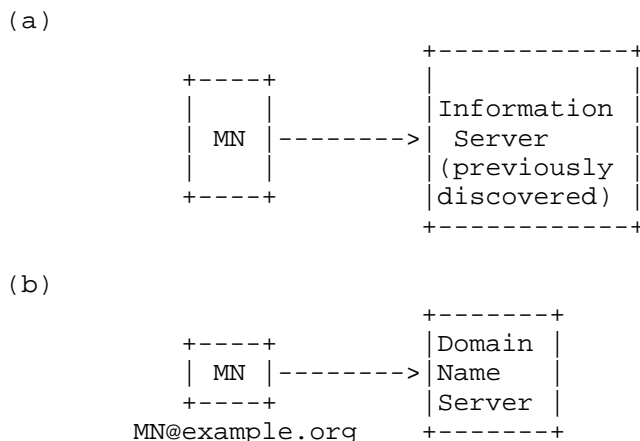 (a)
Information
MN Server
(previously
discovered)
(b)
Domain
MN Name
Server
MN@example.org